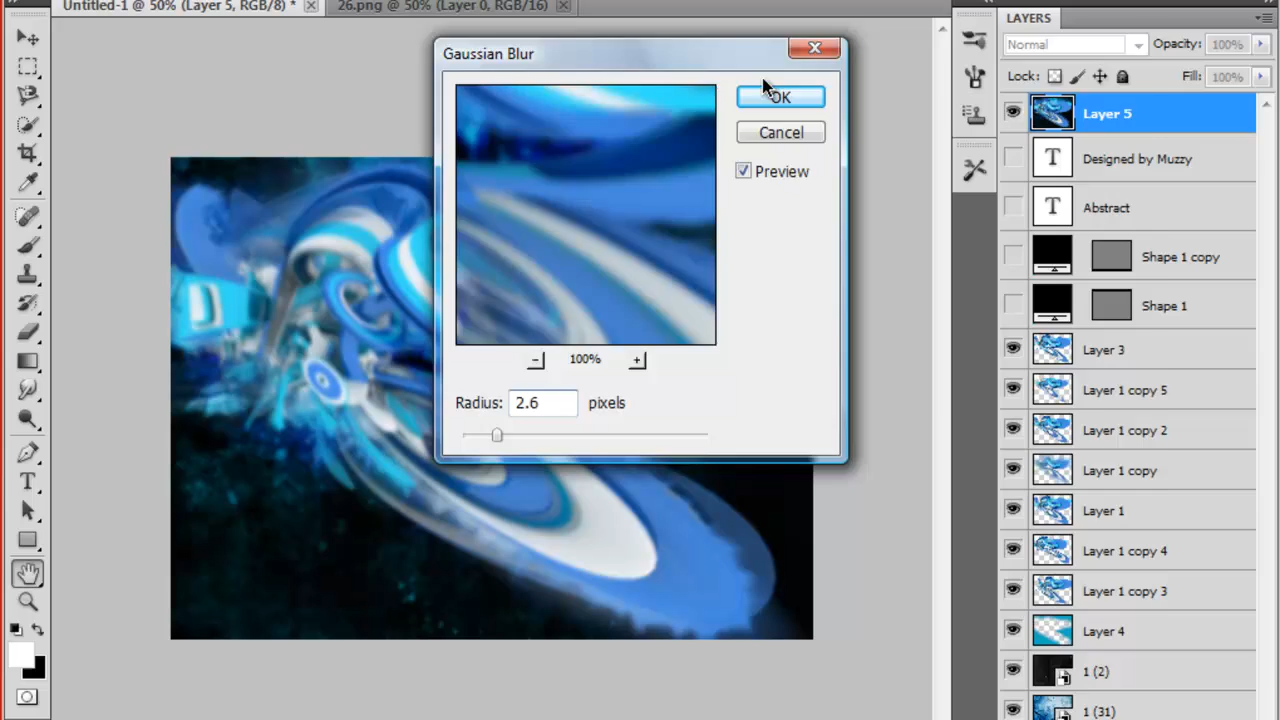 Untitled-1 @ 50% (Layer 5, RGB/8) *
26.png @ 50% (Layer 0, RGB/16)
Gaussian Blur
OK
Cancel
Preview
100%
Radius: 2.6 pixels
LAYERS
Normal
Opacity: 100%
Lock:
Fill: 100%
Layer 5
T Designed by Muzzy
T Abstract
Shape 1 copy
Shape 1
Layer 3
Layer 1 copy 5
Layer 1 copy 2
Layer 1 copy
Layer 1
Layer 1 copy 4
Layer 1 copy 3
Layer 4
1 (2)
1 (31)